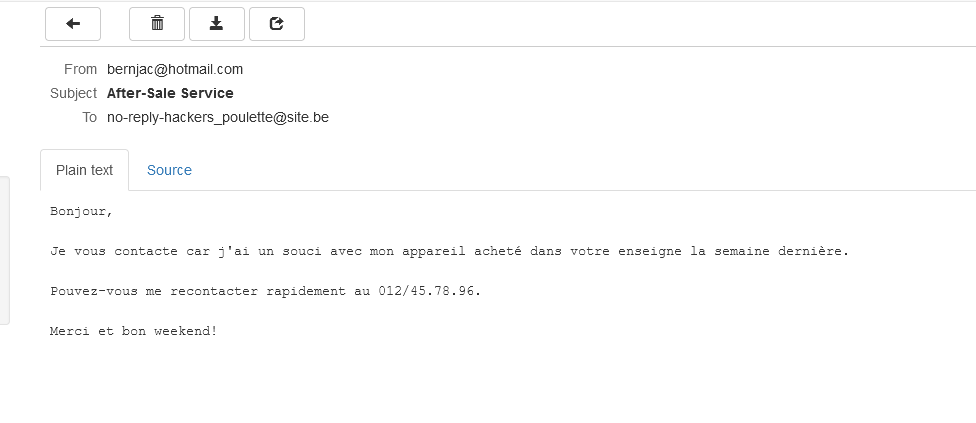 From bernjac@hotmail.com
Subject After-Sale Service
To no-reply-hackers_poulette@site.be
Plain text Source
Bonjour,
Je vous contacte car j'ai un souci avec mon appareil acheté dans votre enseigne la semaine dernière.
Pouvez-vous me recontacter rapidement au 012/45.78.96.
Merci et bon weekend!